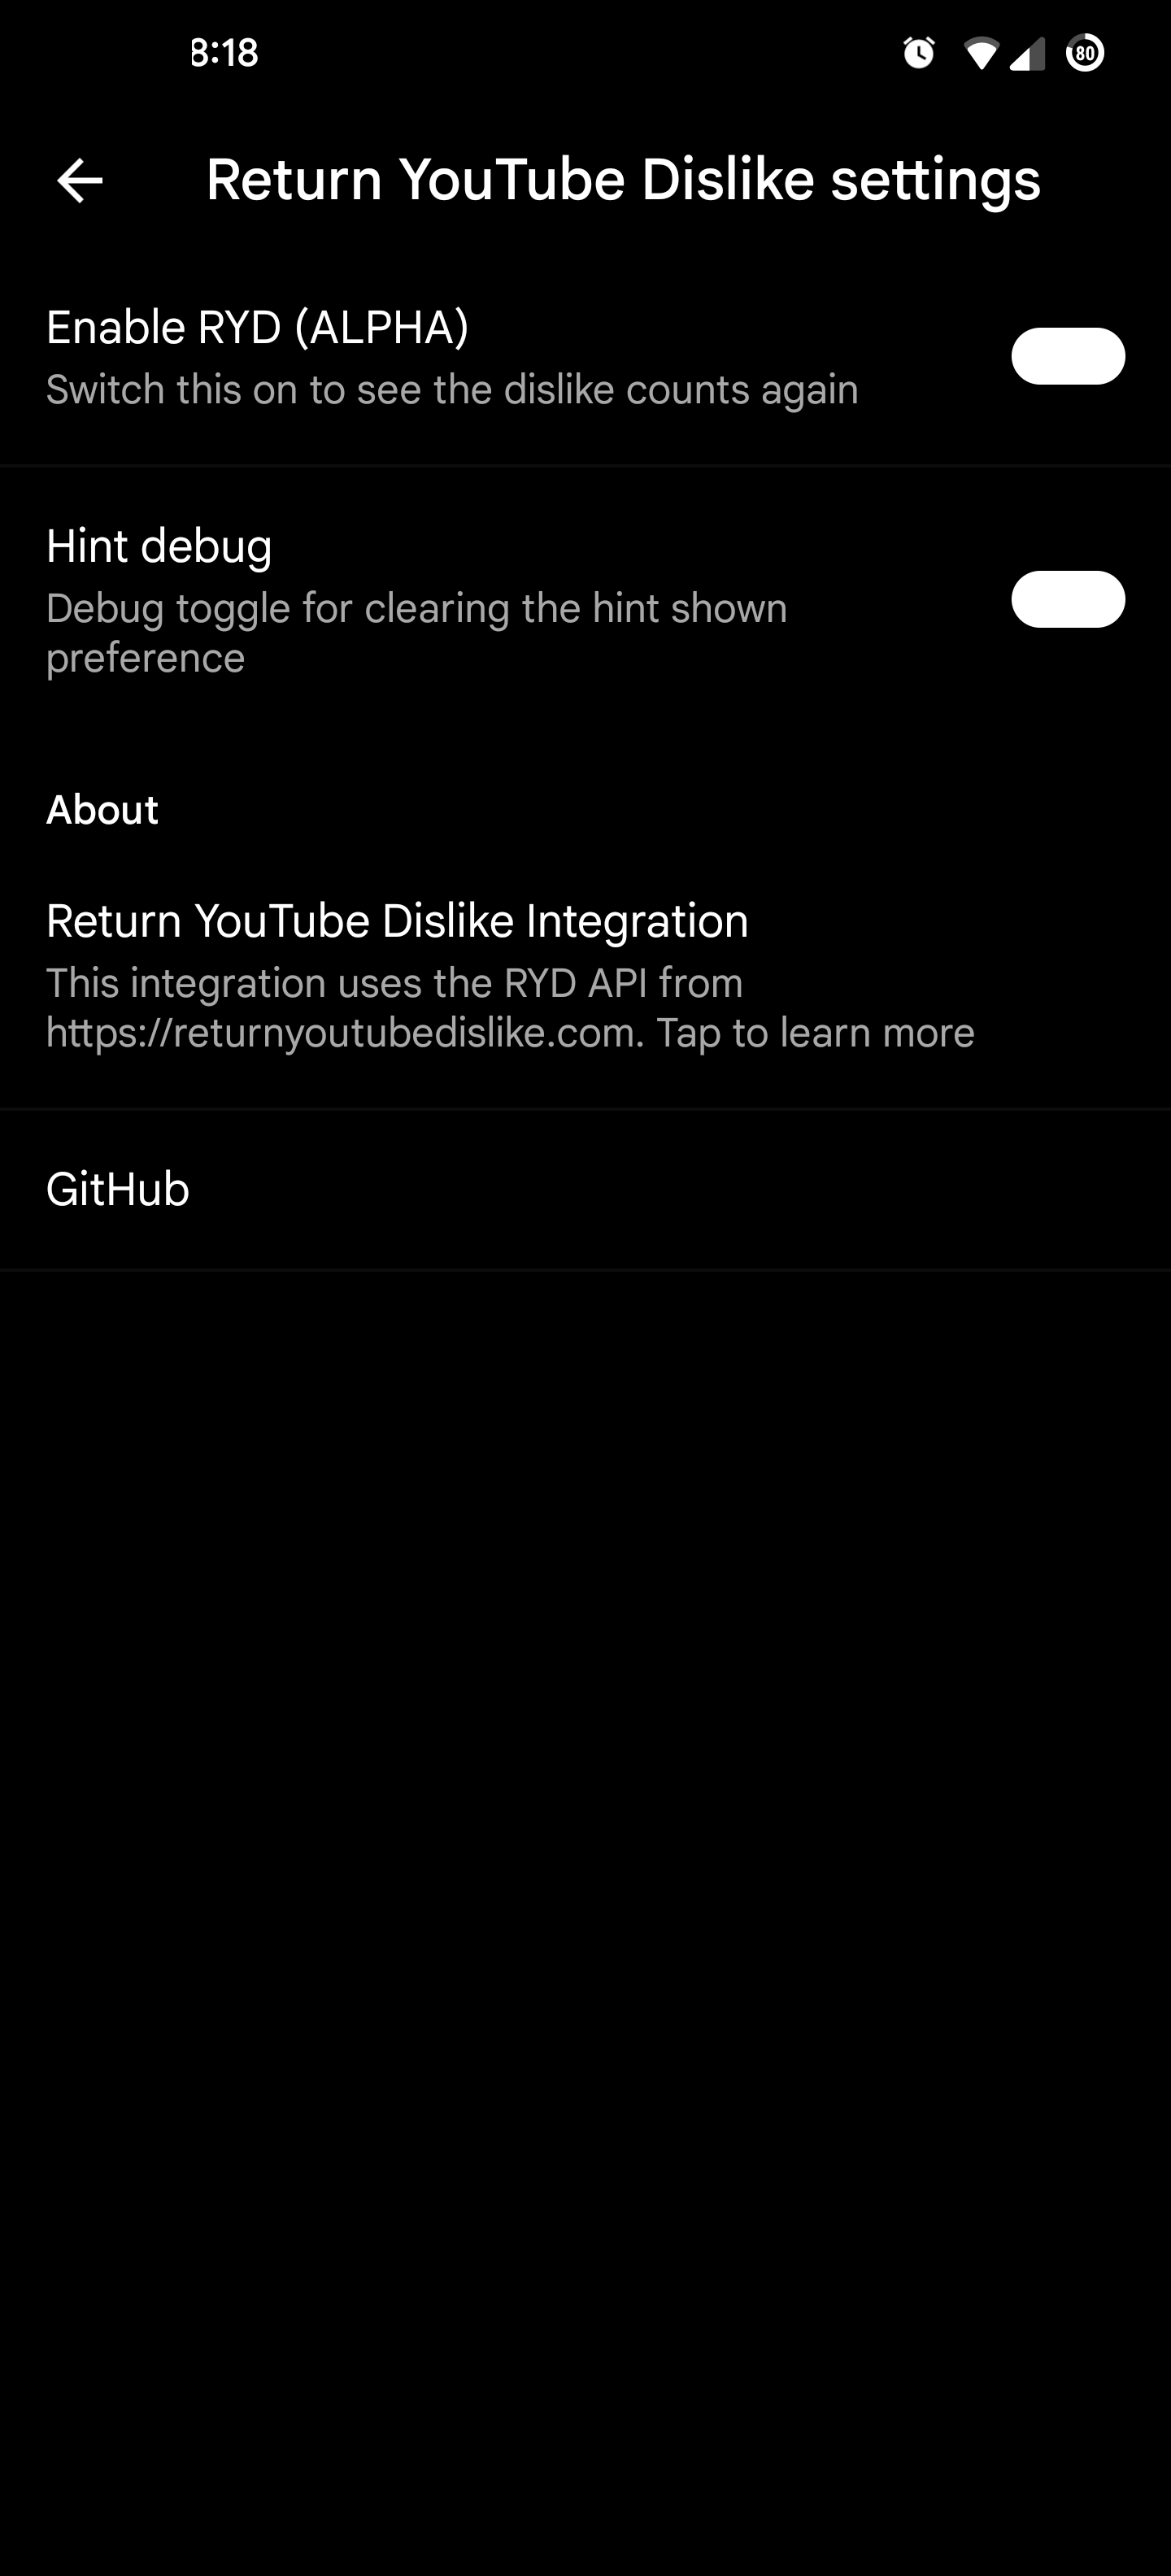 8:18
80
Return YouTube Dislike settings
Enable RYD (ALPHA)
Switch this on to see the dislike counts again
Hint debug
Debug toggle for clearing the hint shown
preference
About
Return YouTube Dislike Integration
This integration uses the RYD API from
https://returnyoutubedislike.com. Tap to learn more
GitHub